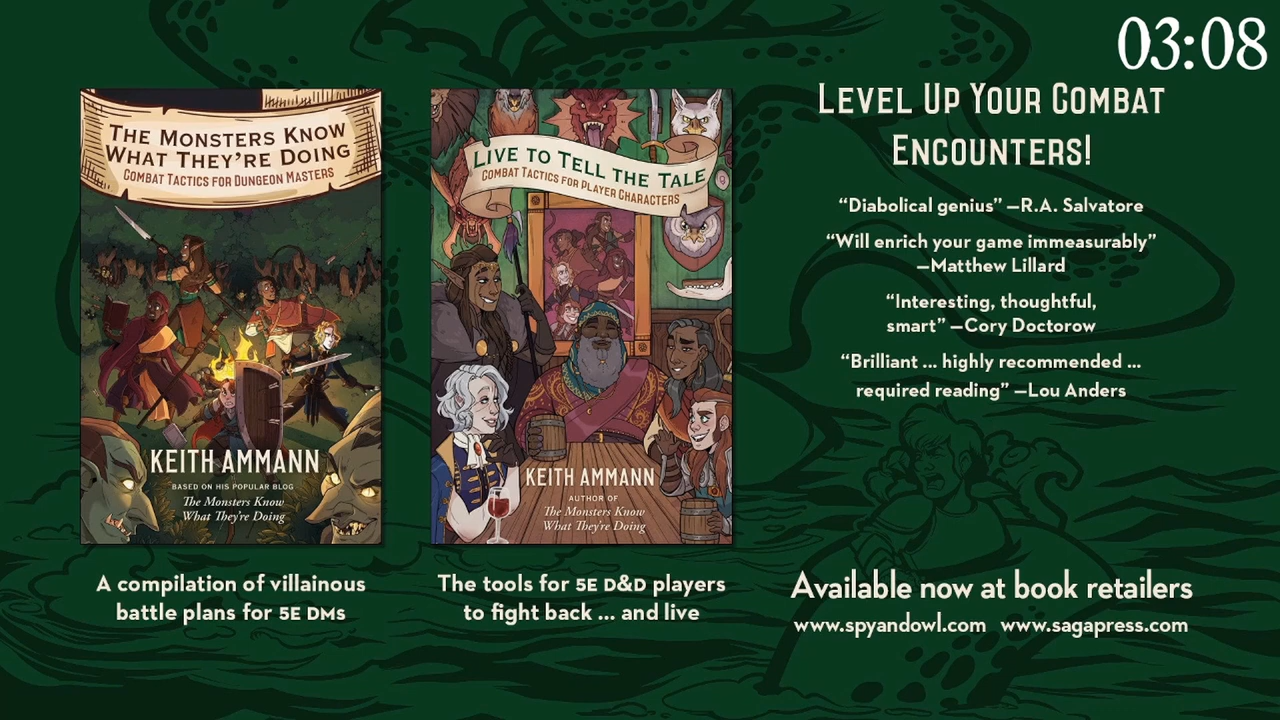 03:08
THE MONSTERS KNOW
WHAT THEY'RE DOING
COMBAT TACTICS FOR DUNGEON MASTERS
KEITH AMMANN
BASED ON HIS POPULAR BLOG
The Monsters Know
What They're Doing
A compilation of villainous
battle plans for 5E DMs
LIVE TO TELL THE TALE
COMBAT TACTICS FOR PLAYER CHARACTERS
KEITH AMMANN
AUTHOR OF
The Monsters Know
What They're Doing
The tools for 5E D&D players
to fight back ... and live
LEVEL UP YOUR COMBAT
ENCOUNTERS!
“Diabolical genius” —R.A. Salvatore
“Will enrich your game immeasurably”
—Matthew Lillard
“Interesting, thoughtful,
smart” —Cory Doctorow
“Brilliant ... highly recommended ...
required reading” —Lou Anders
Available now at book retailers
www.spyandowl.com www.sagapress.com